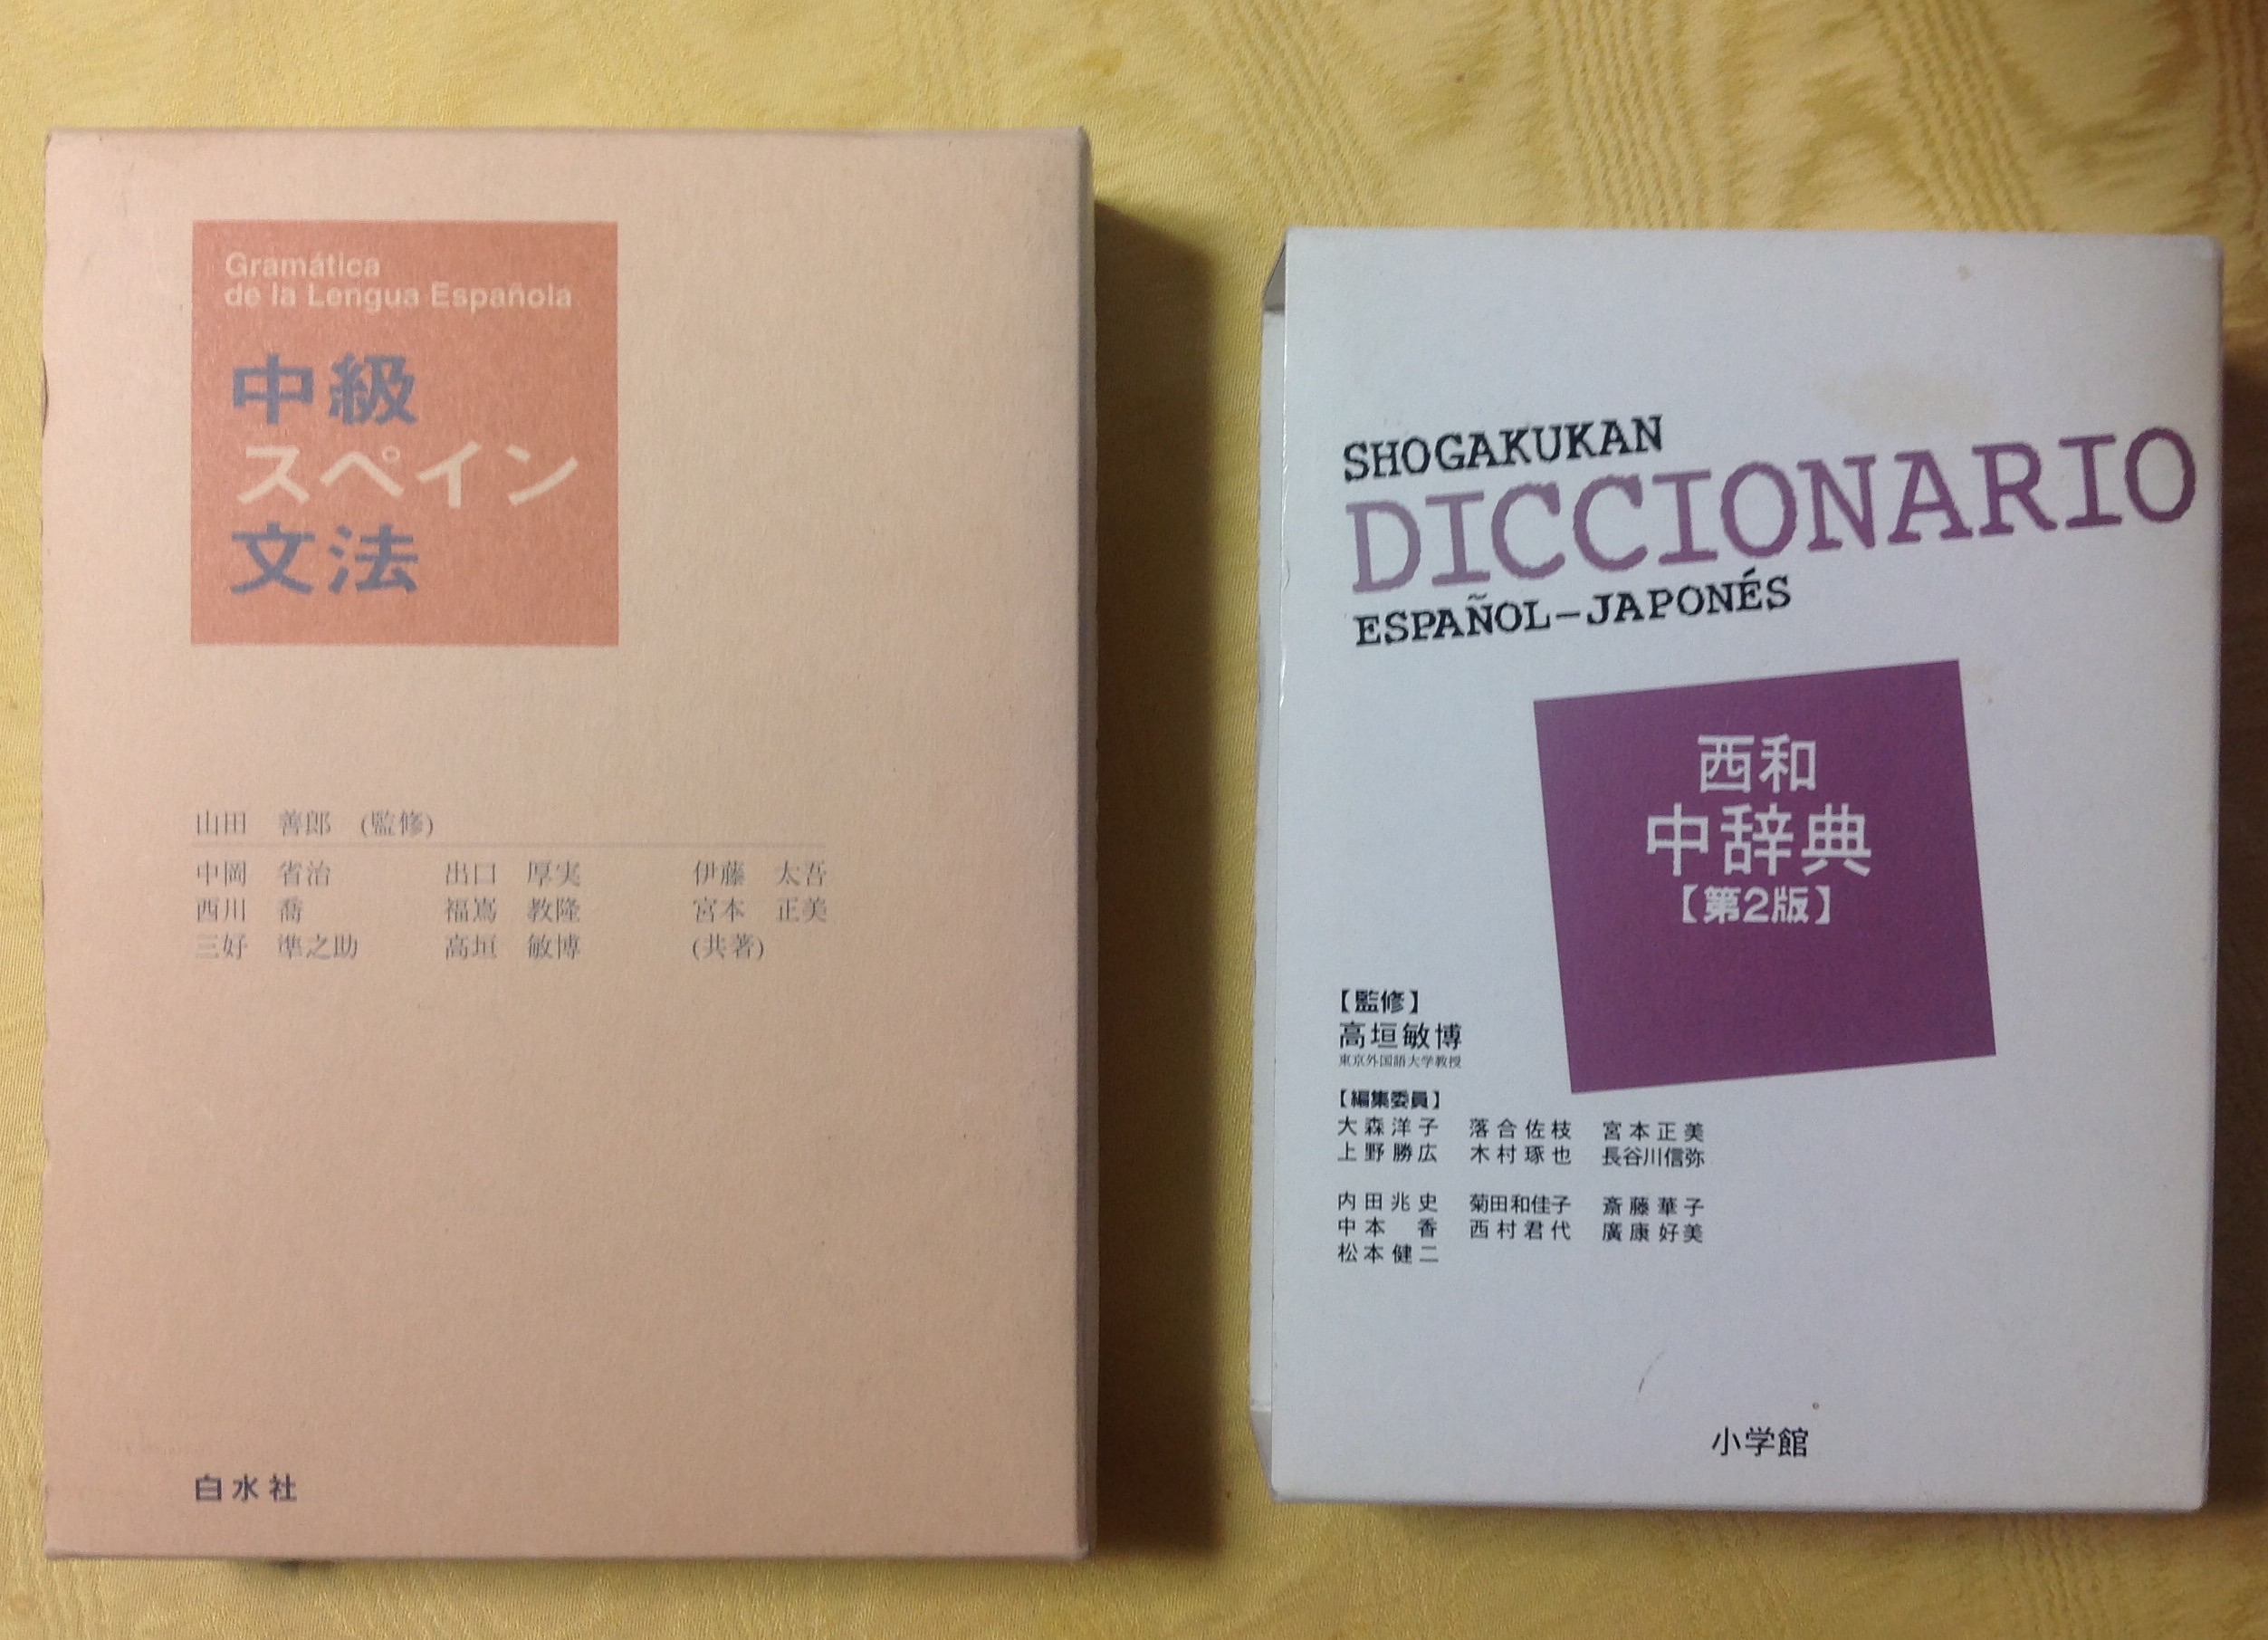 Gramática
de la Lengua Española
中級
スペイン
文法
山田 善郎 (監修)
中岡 省治 出口 厚実 伊藤 太吾
西川 喬 福嶌 教隆 宮本 正美
三好 準之助 高垣 敏博 (共著)
白水社
SHOGAKUKAN
DICCIONARIO
ESPAÑOL–JAPONÉS
西和
中辞典
【第2版】
【監修】
高垣敏博
東京外国語大学教授
【編集委員】
大森洋子 落合佐枝 宮本正美
上野勝広 木村琢也 長谷川信弥
内田兆史 菊田和佳子 斎藤華子
中本 香 西村君代 廣康好美
松本健二
小学館